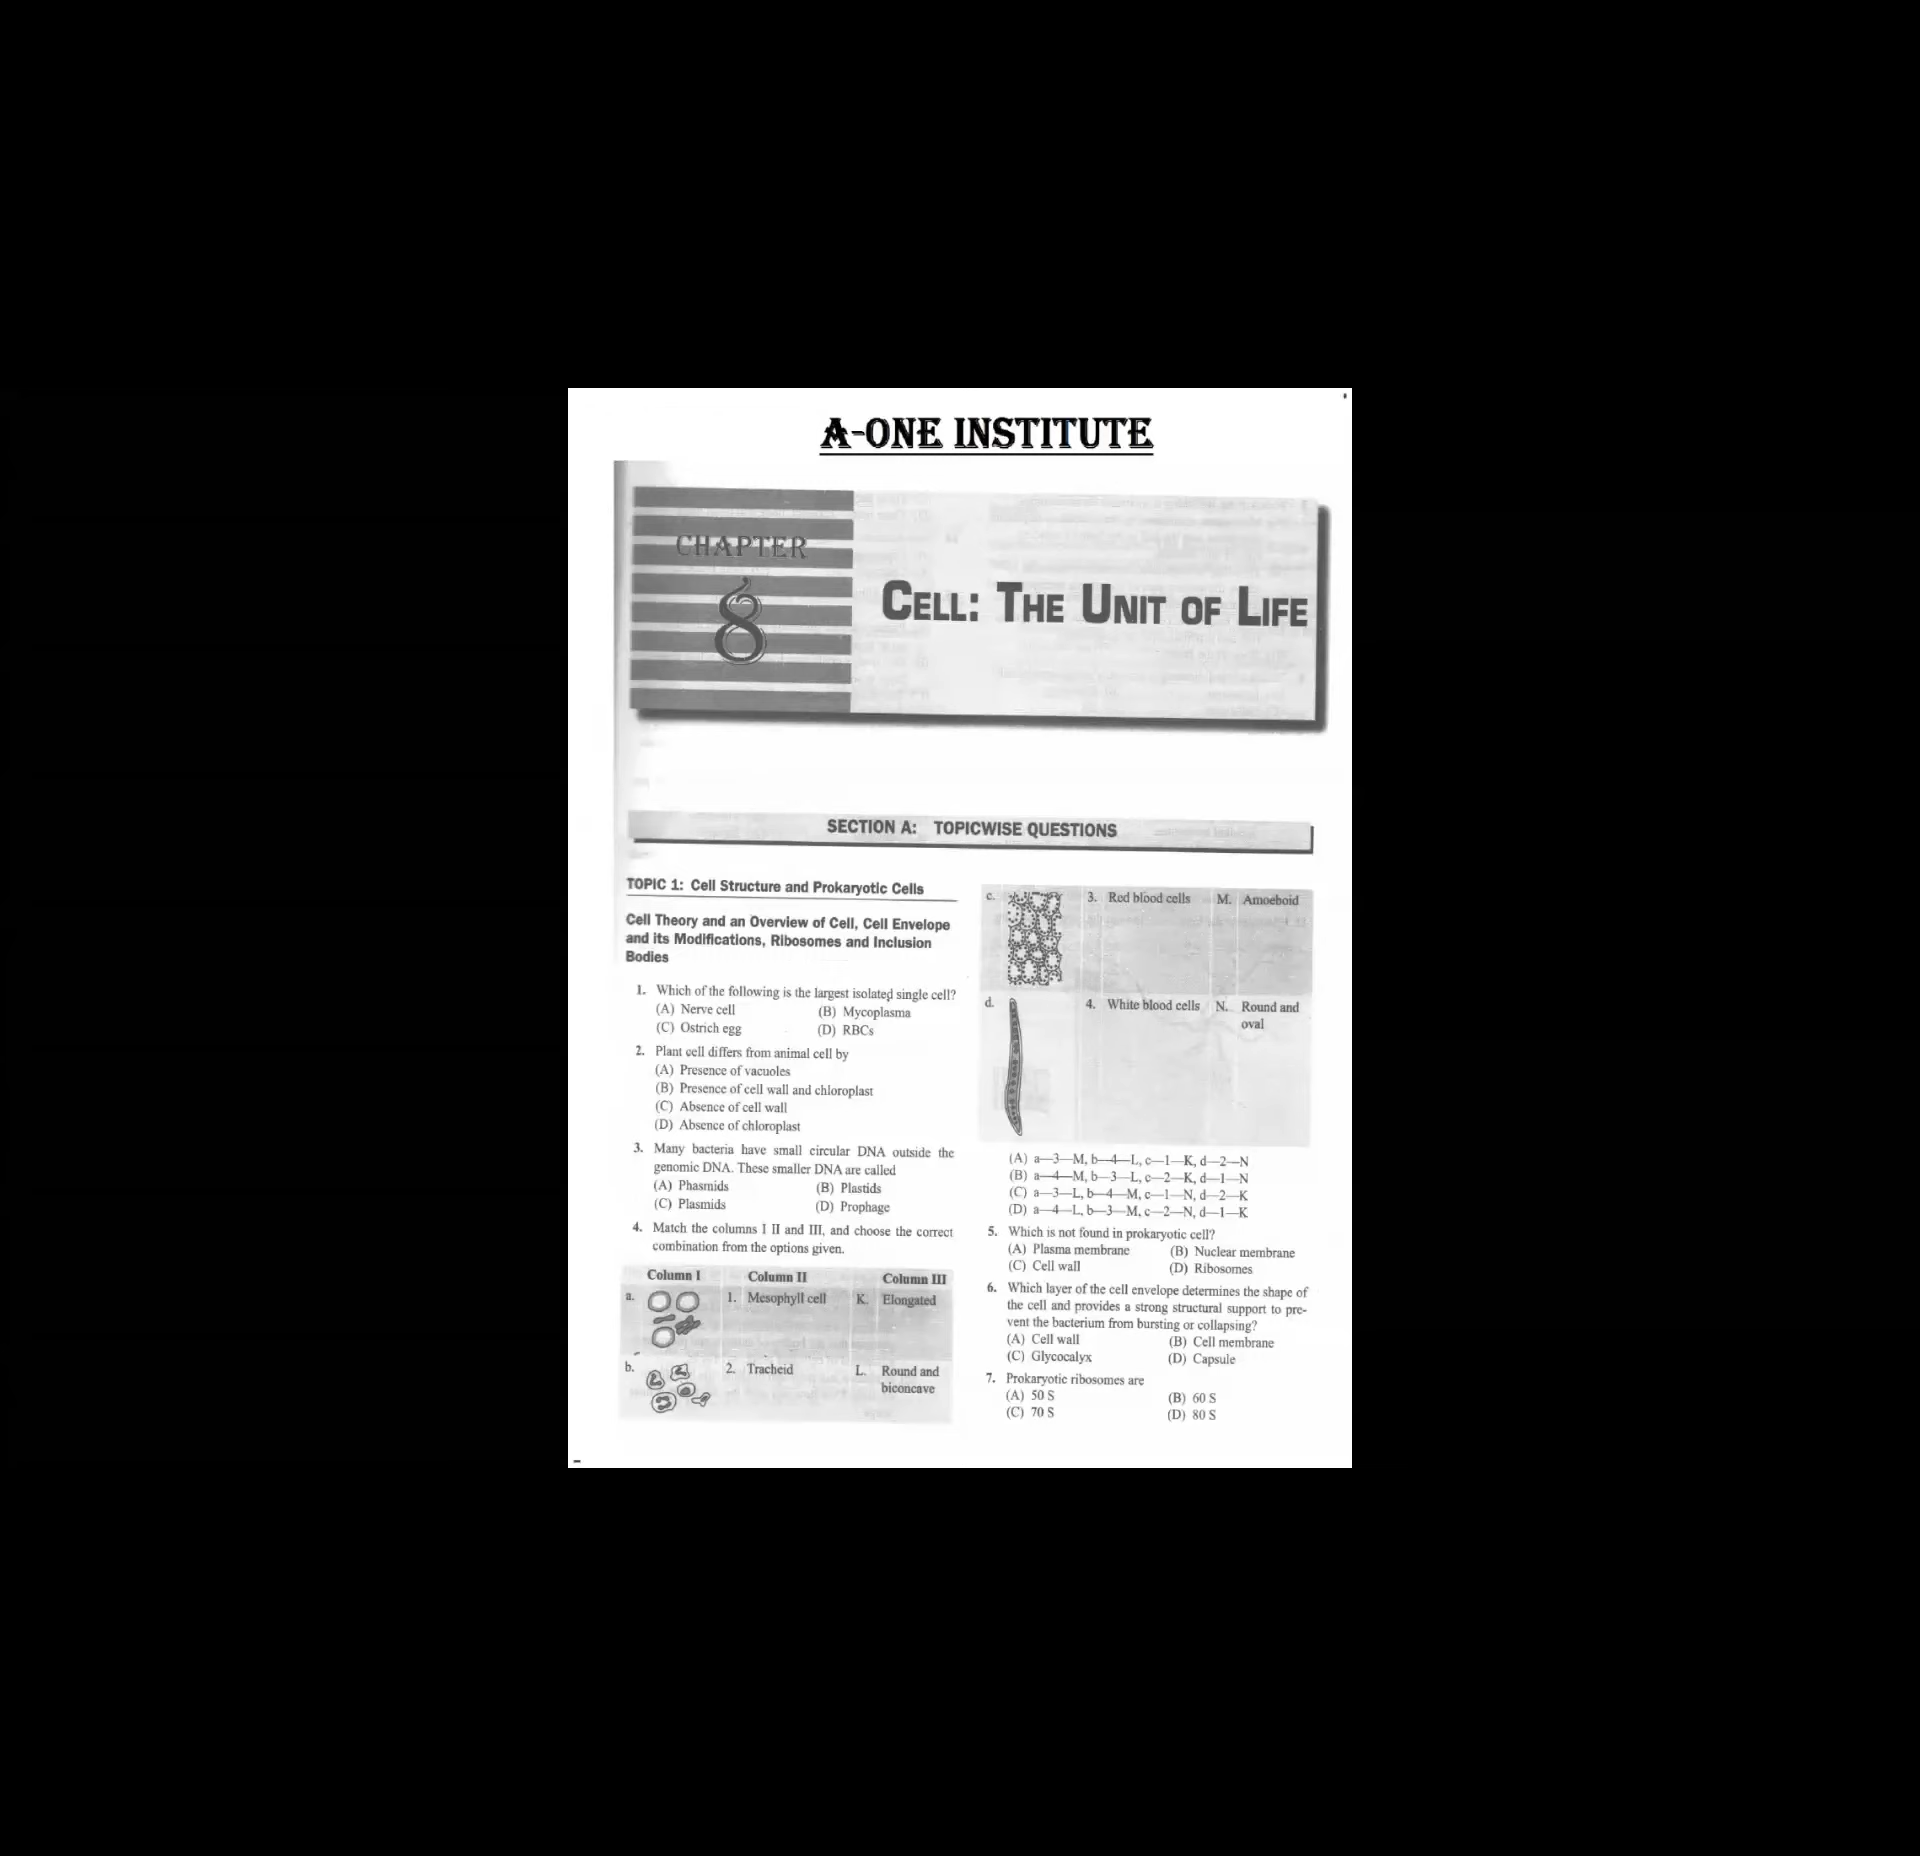 A-ONE INSTITUTE
CHAPTER
8
CELL: THE UNIT OF LIFE
SECTION A: TOPICWISE QUESTIONS
TOPIC 1: Cell Structure and Prokaryotic Cells
Cell Theory and an Overview of Cell, Cell Envelope
and its Modifications, Ribosomes and Inclusion
Bodies
1. Which of the following is the largest isolated single cell?
(A) Nerve cell (B) Mycoplasma
(C) Ostrich egg (D) RBCs
2. Plant cell differs from animal cell by
(A) Presence of vacuoles
(B) Presence of cell wall and chloroplast
(C) Absence of cell wall
(D) Absence of chloroplast
3. Many bacteria have small circular DNA outside the
genomic DNA. These smaller DNA are called
(A) Phasmids (B) Plastids
(C) Plasmids (D) Prophage
4. Match the columns I II and III, and choose the correct
combination from the options given.
Column I Column II Column III
a. 1. Mesophyll cell K. Elongated
b. 2. Tracheid L. Round and
biconcave
c. 3. Red blood cells M. Amoeboid
d. 4. White blood cells N. Round and
oval
(A) a—3—M, b—4—L, c—1—K, d—2—N
(B) a—4—M, b—3—L, c—2—K, d—1—N
(C) a—3—L, b—4—M, c—1—N, d—2—K
(D) a—4—L, b—3—M, c—2—N, d—1—K
5. Which is not found in prokaryotic cell?
(A) Plasma membrane (B) Nuclear membrane
(C) Cell wall (D) Ribosomes
6. Which layer of the cell envelope determines the shape of
the cell and provides a strong structural support to pre-
vent the bacterium from bursting or collapsing?
(A) Cell wall (B) Cell membrane
(C) Glycocalyx (D) Capsule
7. Prokaryotic ribosomes are
(A) 50 S (B) 60 S
(C) 70 S (D) 80 S